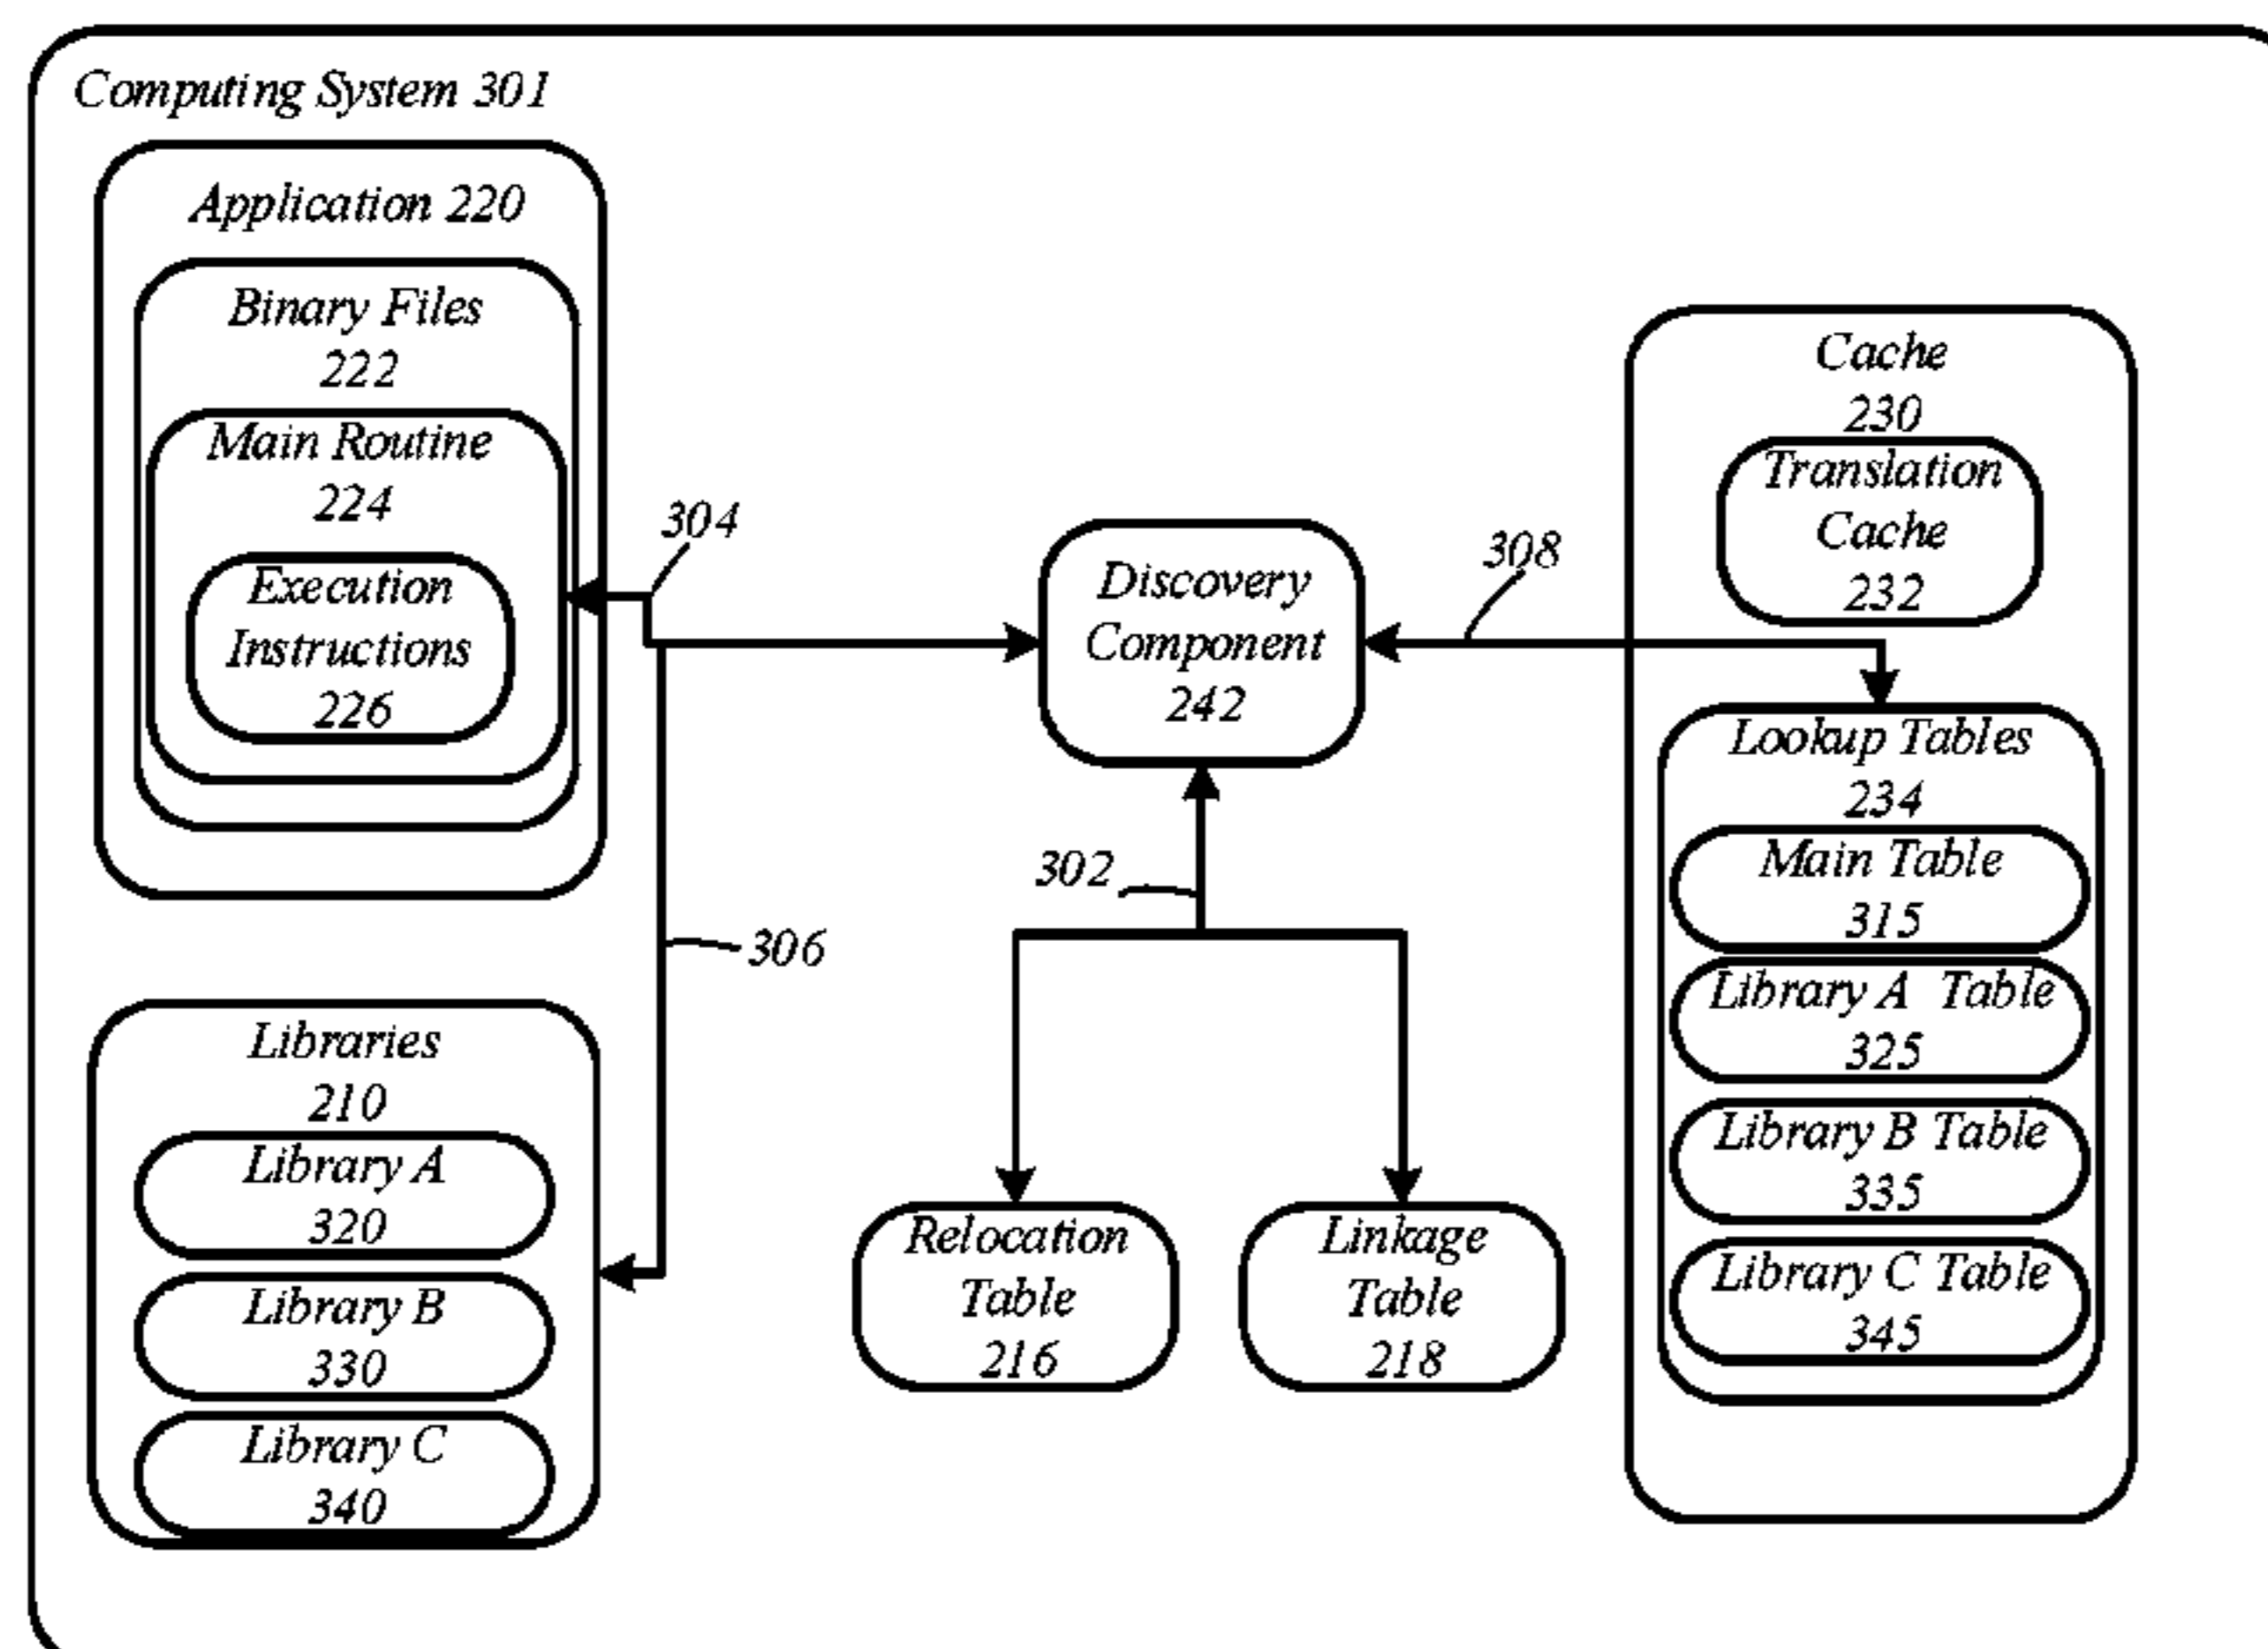 Computing System 301
Application 220
Binary Files
222
Main Routine
224
Execution
Instructions
226
304
306
Libraries
210
Library A
320
Library B
330
Library C
340
Discovery
Component
242
302
Relocation
Table
216
Linkage
Table
218
308
Cache
230
Translation
Cache
232
Lookup Tables
234
Main Table
315
Library A Table
325
Library B Table
335
Library C Table
345